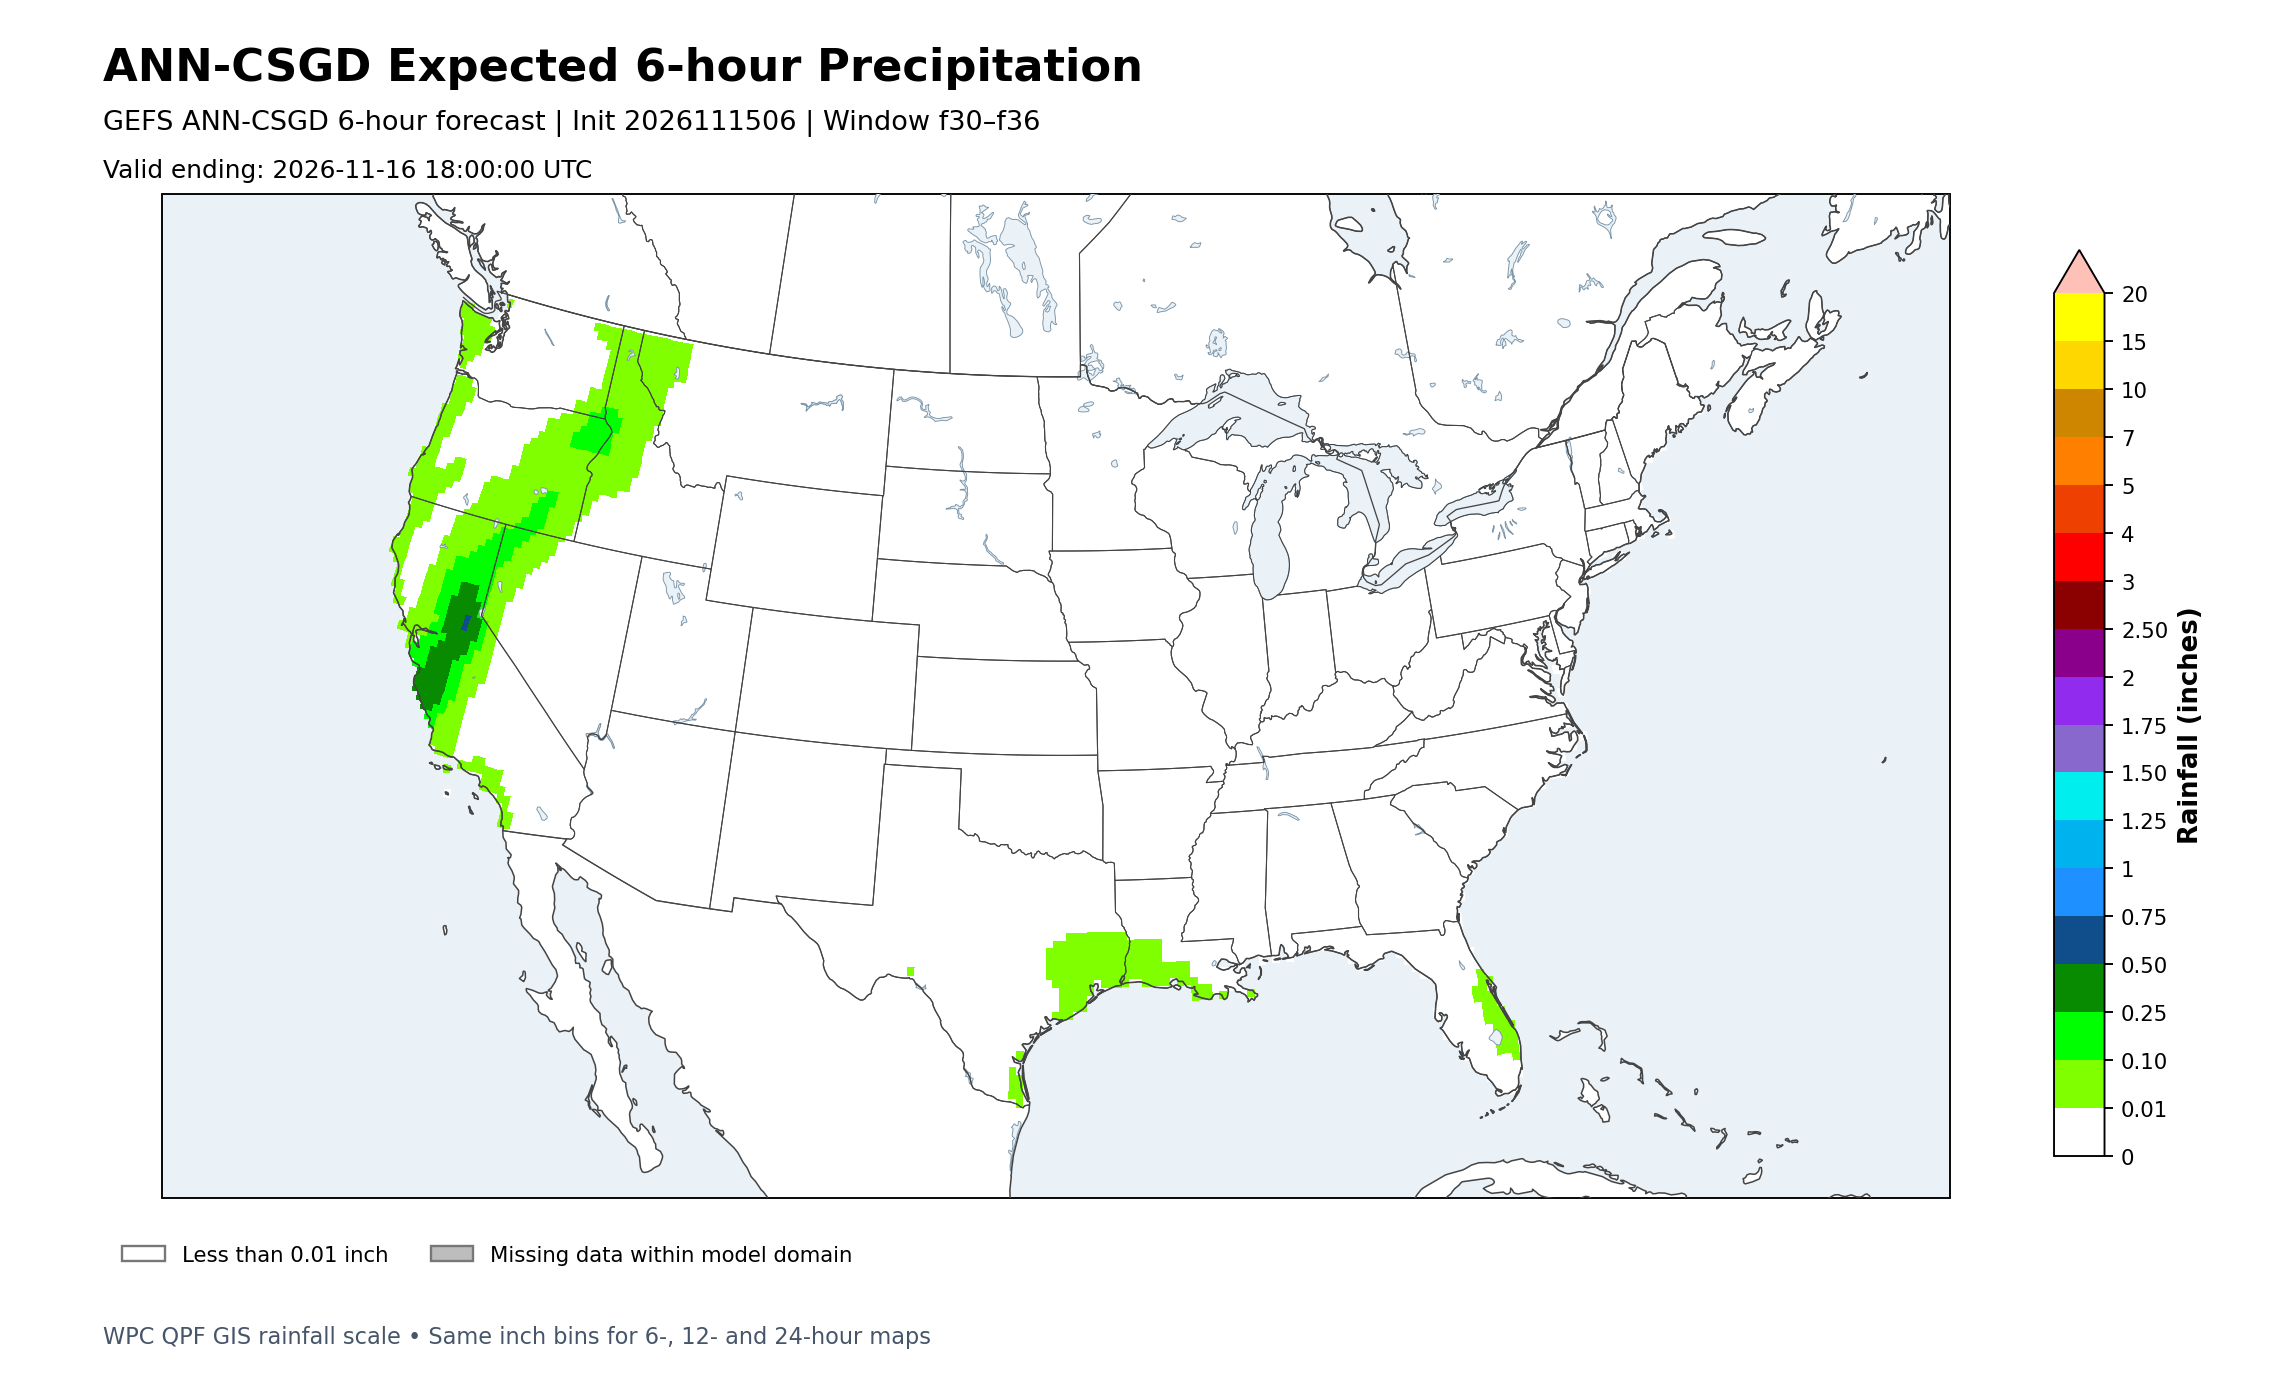 ANN-CSGD Expected 6-hour Precipitation
GEFS ANN-CSGD 6-hour forecast | Init 2026111506 | Window f30–f36
Valid ending: 2026-11-16 18:00:00 UTC
20
15
10
7
5
4
3
2.50
2
1.75
1.50
1.25
1
0.75
0.50
0.25
0.10
0.01
0
Rainfall (inches)
Less than 0.01 inch
Missing data within model domain
WPC QPF GIS rainfall scale • Same inch bins for 6-, 12- and 24-hour maps